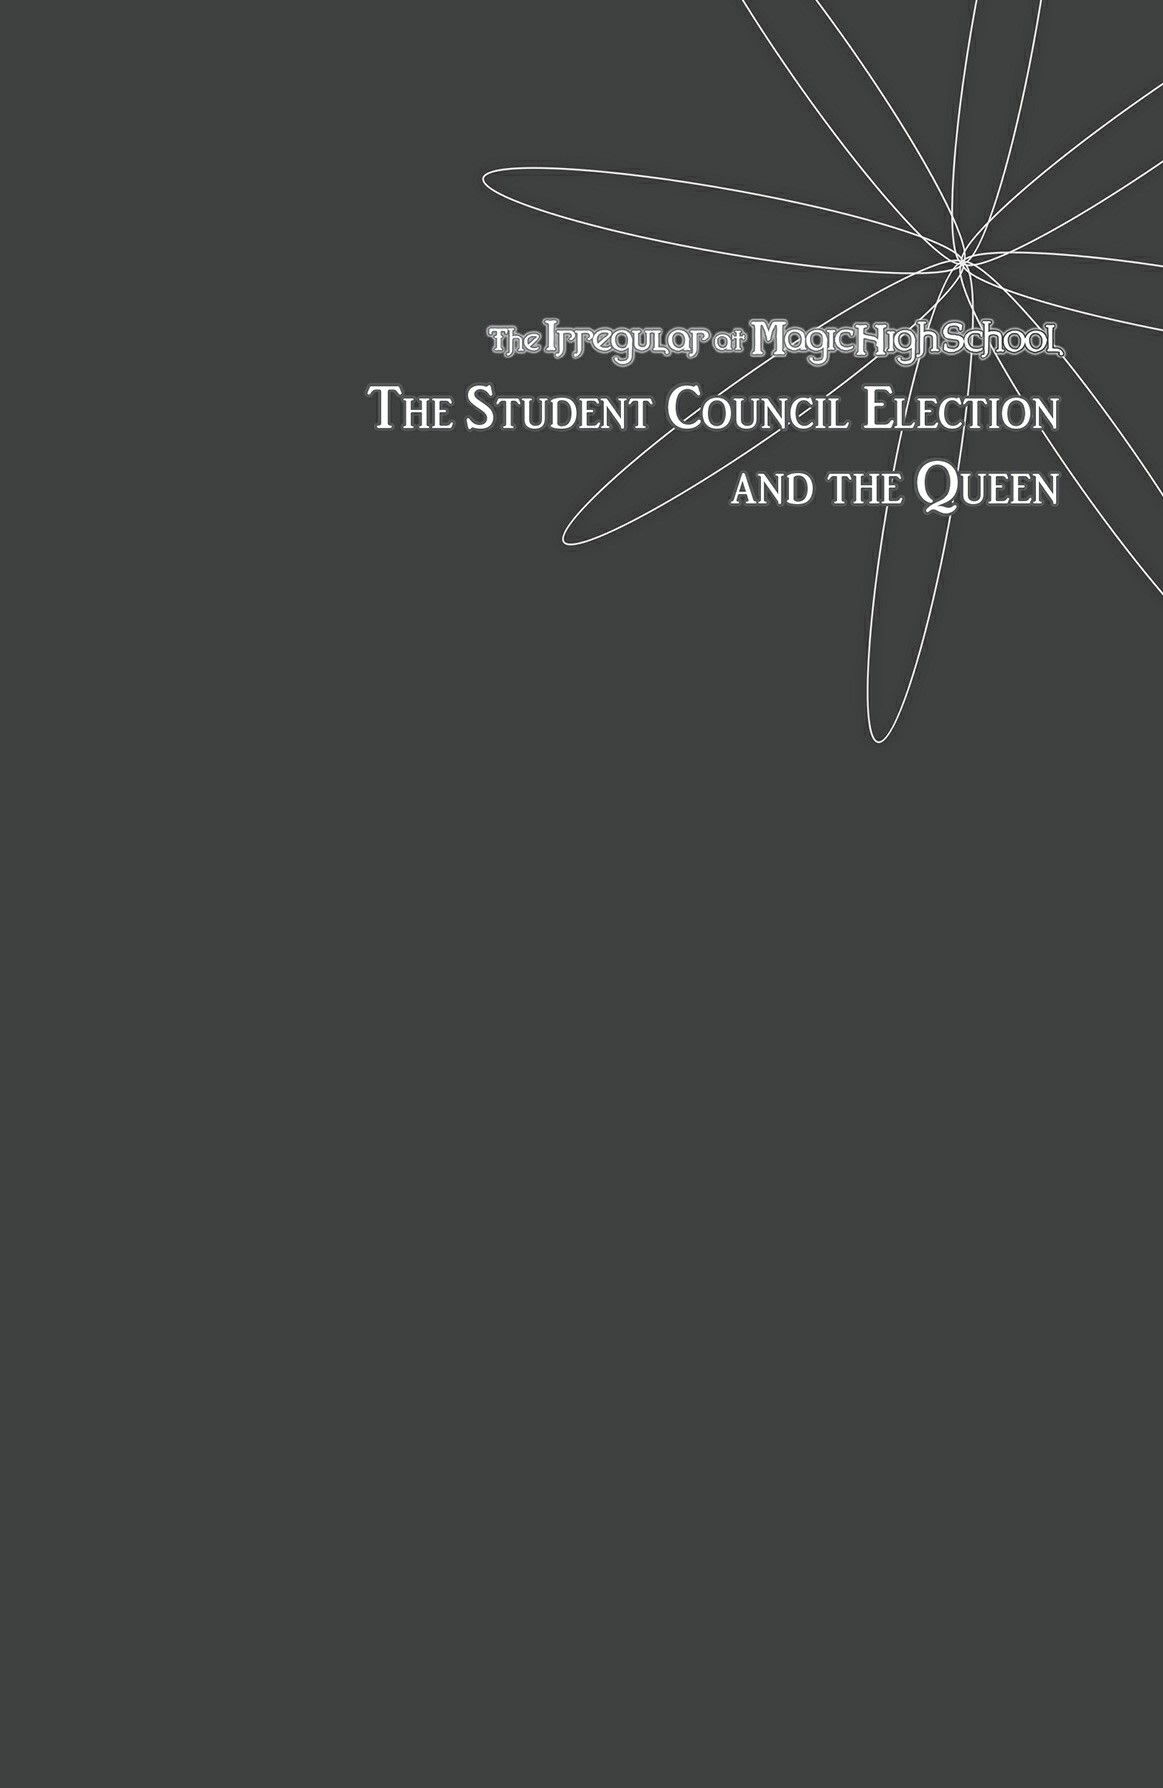 The Irregular at Magic High School
The Student Council Election
and the Queen